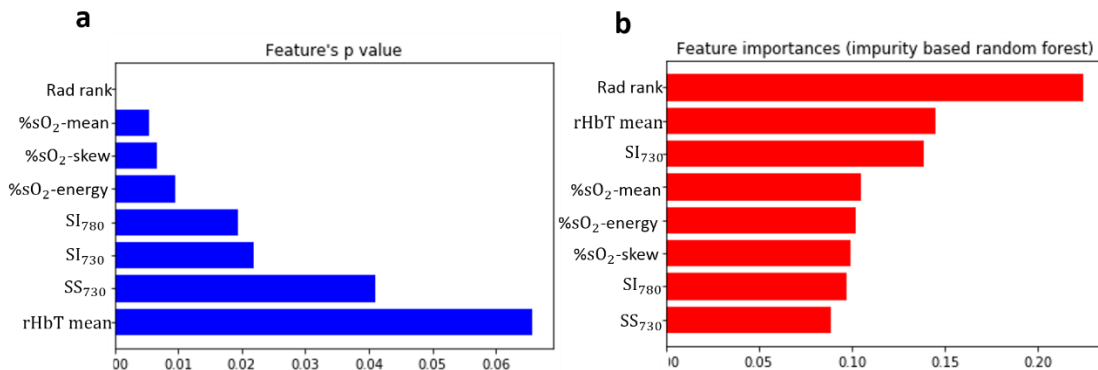 a
Feature's p value
Rad rank
%sO₂-mean
%sO₂-skew
%sO₂-energy
SI₇₈₀
SI₇₃₀
SS₇₃₀
rHbT mean
00 0.01 0.02 0.03 0.04 0.05 0.06
b
Feature importances (impurity based random forest)
Rad rank
rHbT mean
SI₇₃₀
%sO₂-mean
%sO₂-energy
%sO₂-skew
SI₇₈₀
SS₇₃₀
00 0.05 0.10 0.15 0.20